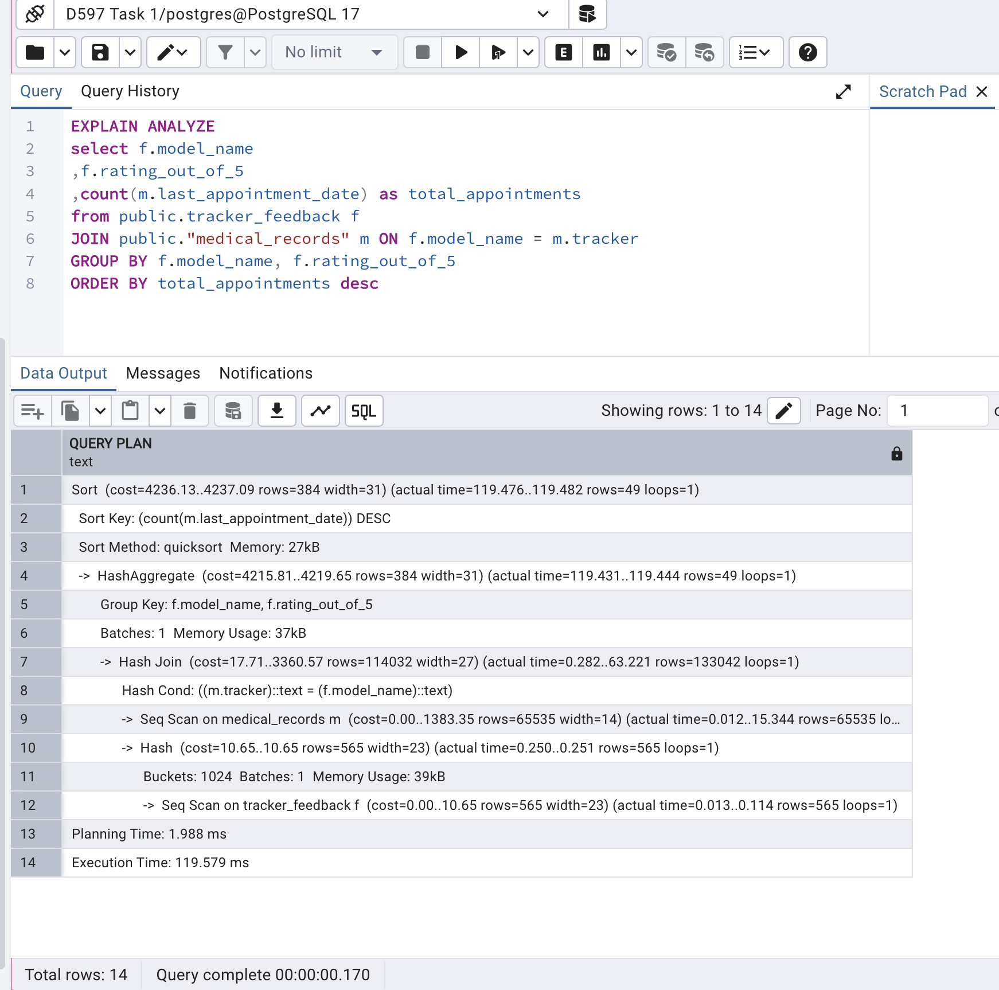 D597 Task 1/postgres@PostgreSQL 17
No limit
E
Query Query History
Scratch Pad
1 EXPLAIN ANALYZE
2 select f.model_name
3 ,f.rating_out_of_5
4 ,count(m.last_appointment_date) as total_appointments
5 from public.tracker_feedback f
6 JOIN public."medical_records" m ON f.model_name = m.tracker
7 GROUP BY f.model_name, f.rating_out_of_5
8 ORDER BY total_appointments desc
Data Output Messages Notifications
SQL Showing rows: 1 to 14 Page No: 1
QUERY PLAN
text
1 Sort (cost=4236.13..4237.09 rows=384 width=31) (actual time=119.476..119.482 rows=49 loops=1)
2 Sort Key: (count(m.last_appointment_date)) DESC
3 Sort Method: quicksort Memory: 27kB
4 -> HashAggregate (cost=4215.81..4219.65 rows=384 width=31) (actual time=119.431..119.444 rows=49 loops=1)
5 Group Key: f.model_name, f.rating_out_of_5
6 Batches: 1 Memory Usage: 37kB
7 -> Hash Join (cost=17.71..3360.57 rows=114032 width=27) (actual time=0.282..63.221 rows=133042 loops=1)
8 Hash Cond: ((m.tracker)::text = (f.model_name)::text)
9 -> Seq Scan on medical_records m (cost=0.00..1383.35 rows=65535 width=14) (actual time=0.012..15.344 rows=65535 lo...
10 -> Hash (cost=10.65..10.65 rows=565 width=23) (actual time=0.250..0.251 rows=565 loops=1)
11 Buckets: 1024 Batches: 1 Memory Usage: 39kB
12 -> Seq Scan on tracker_feedback f (cost=0.00..10.65 rows=565 width=23) (actual time=0.013..0.114 rows=565 loops=1)
13 Planning Time: 1.988 ms
14 Execution Time: 119.579 ms
Total rows: 14 Query complete 00:00:00.170